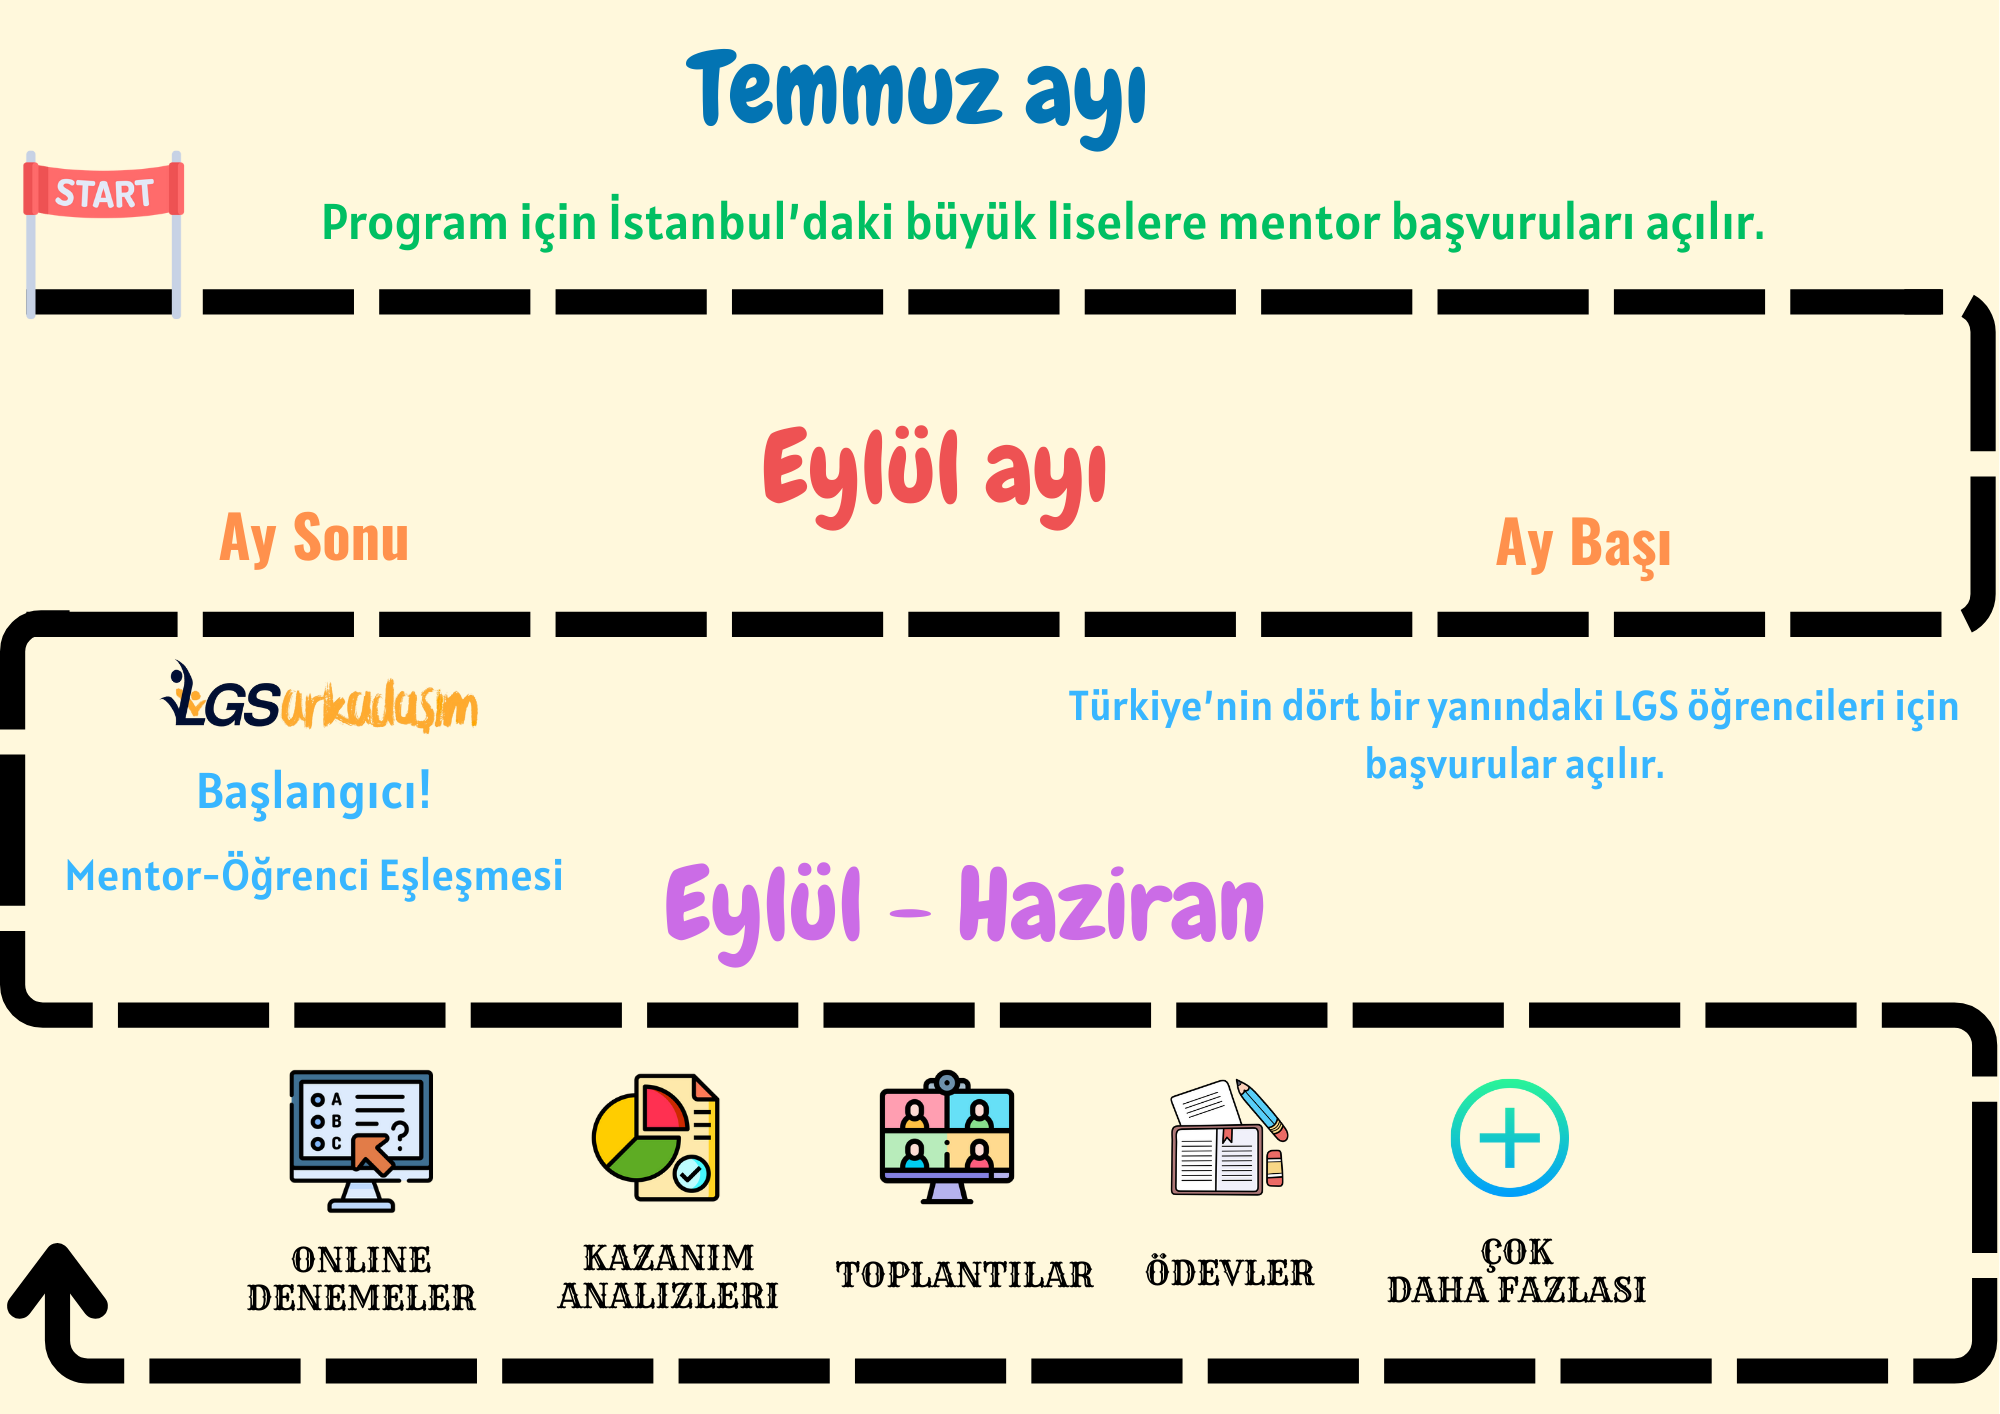 Temmuz ayı
START
Program için İstanbul'daki büyük liselere mentor başvuruları açılır.
Eylül ayı
Ay Sonu
Ay Başı
LGSarkadaşım
Başlangıcı!
Mentor-Öğrenci Eşleşmesi
Türkiye'nin dört bir yanındaki LGS öğrencileri için
başvurular açılır.
Eylül - Haziran
A
B
C
?
ONLINE
DENEMELER
KAZANIM
ANALIZLERI
TOPLANTILAR
ÖDEVLER
ÇOK
DAHA FAZLASI